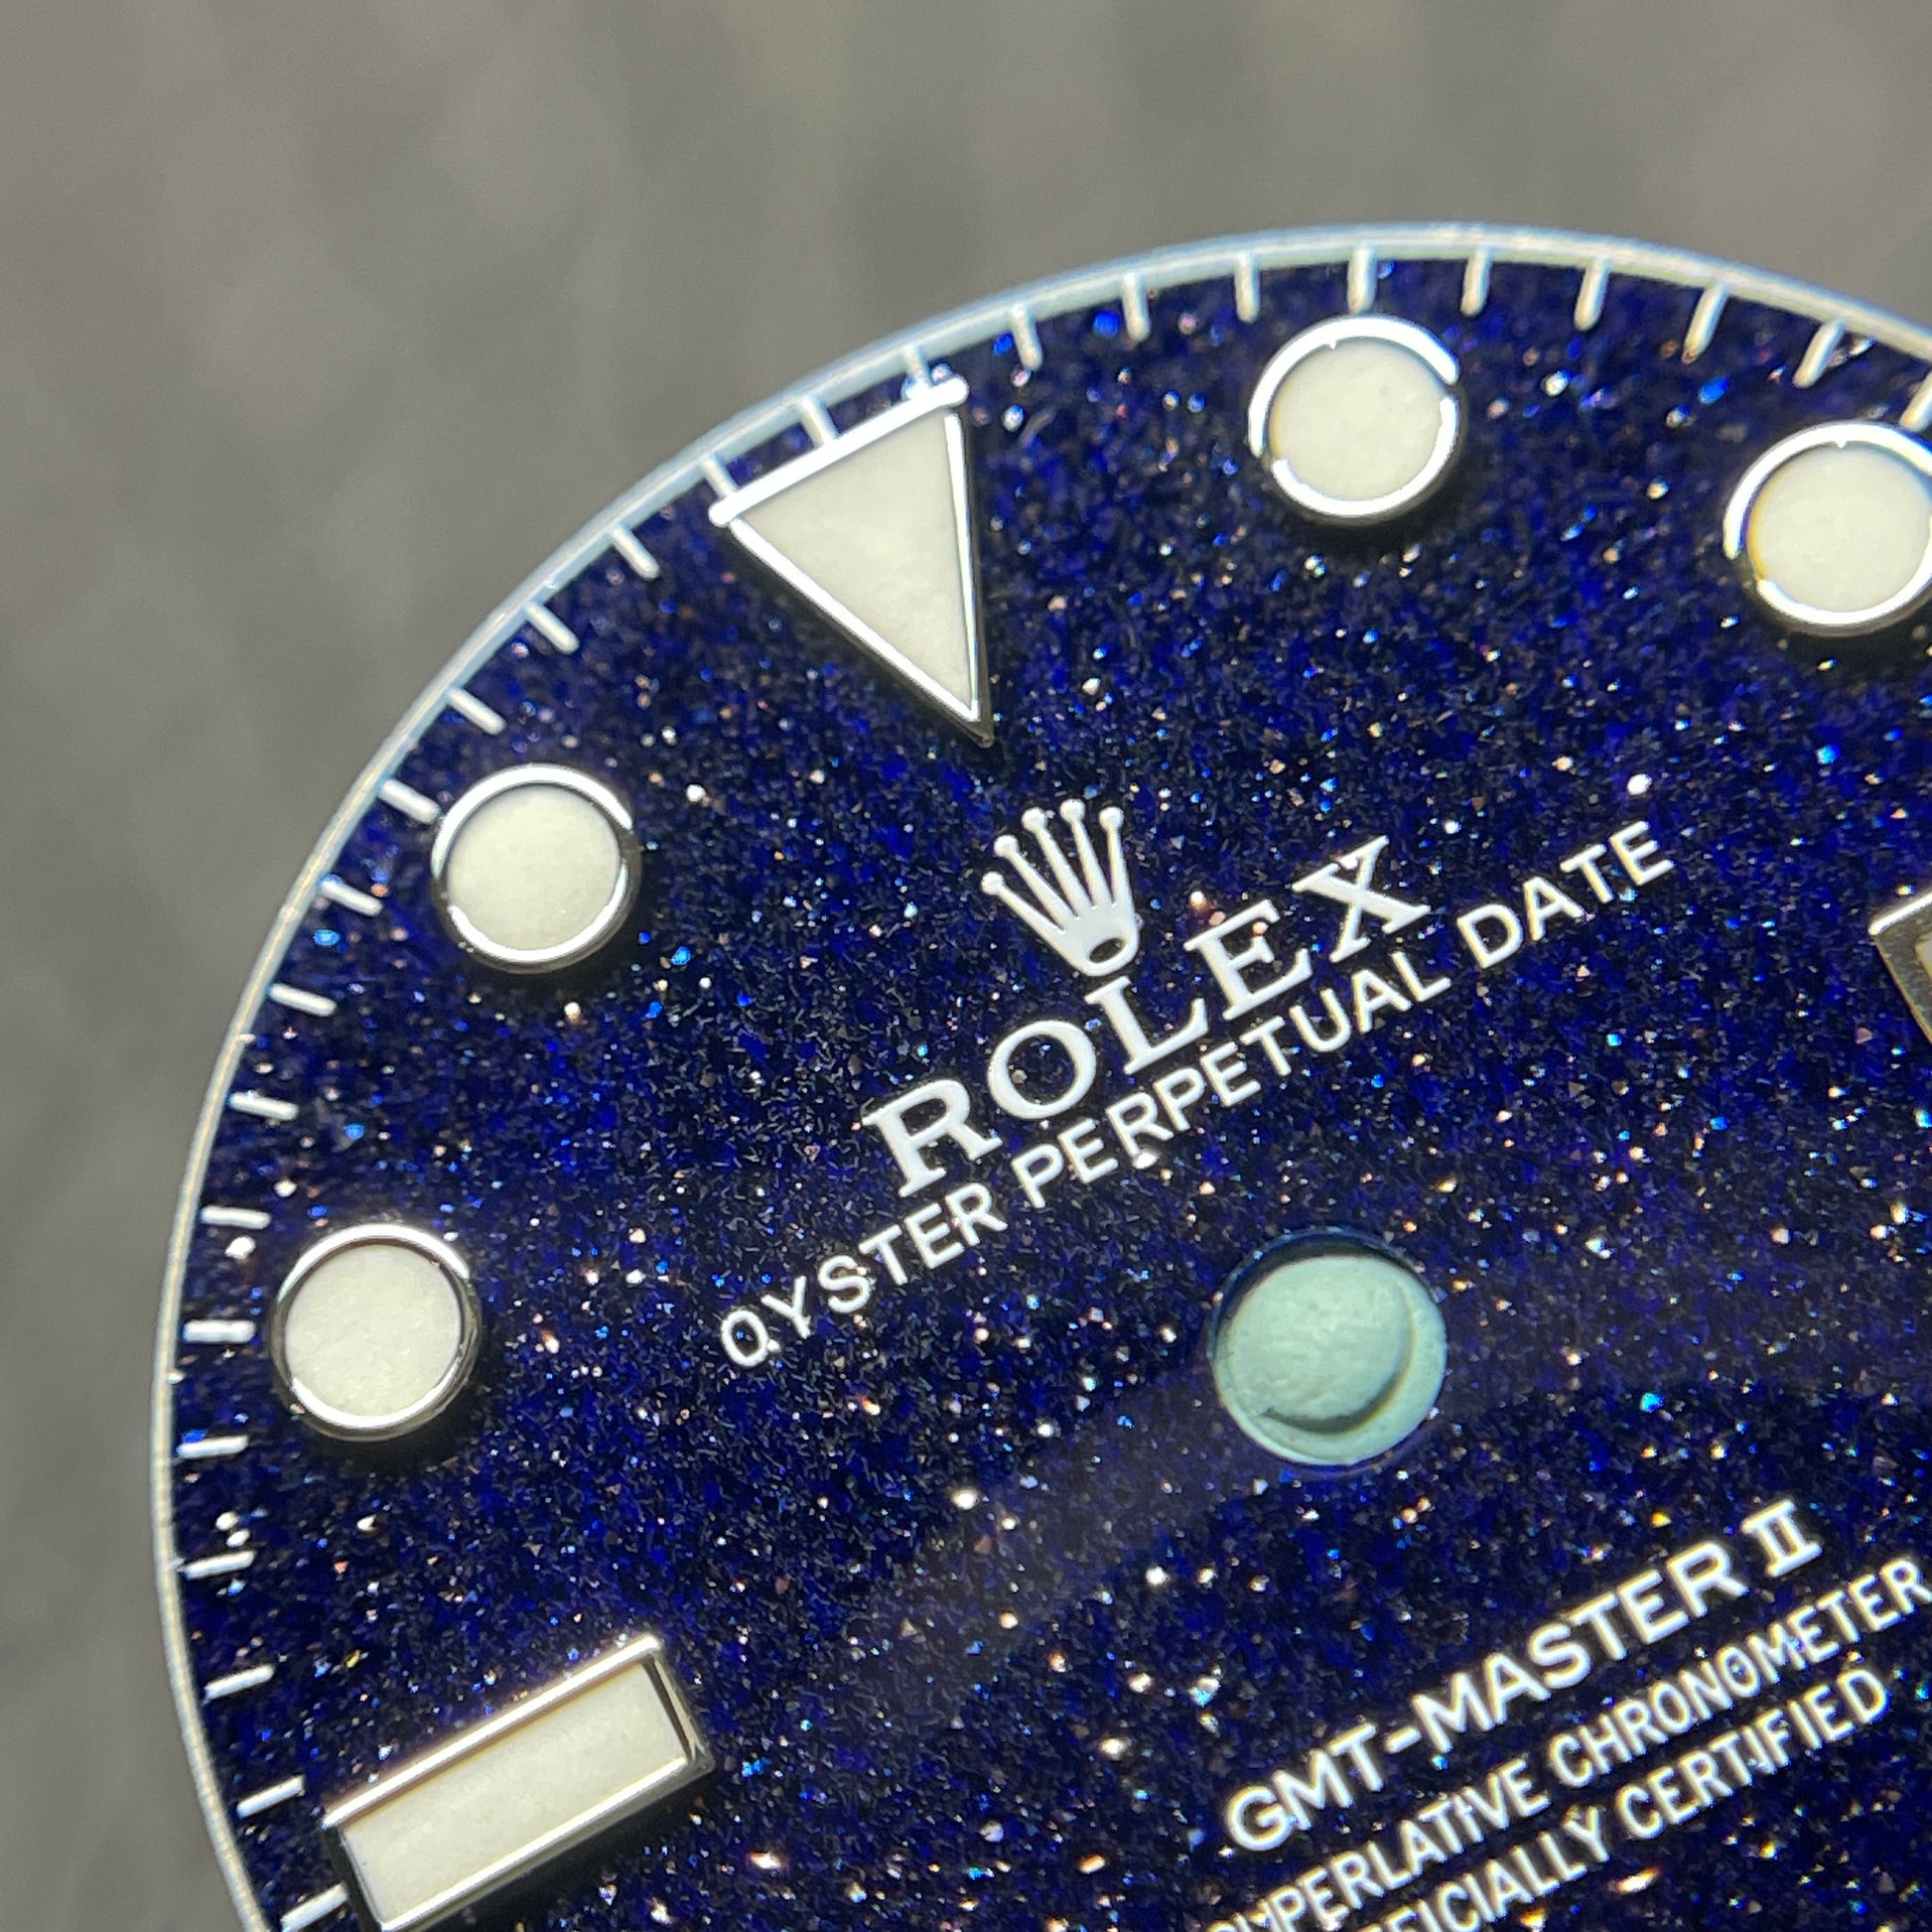 ROLEX
OYSTER PERPETUAL DATE
GMT-MASTER II
SUPERLATIVE CHRONOMETER
OFFICIALLY CERTIFIED